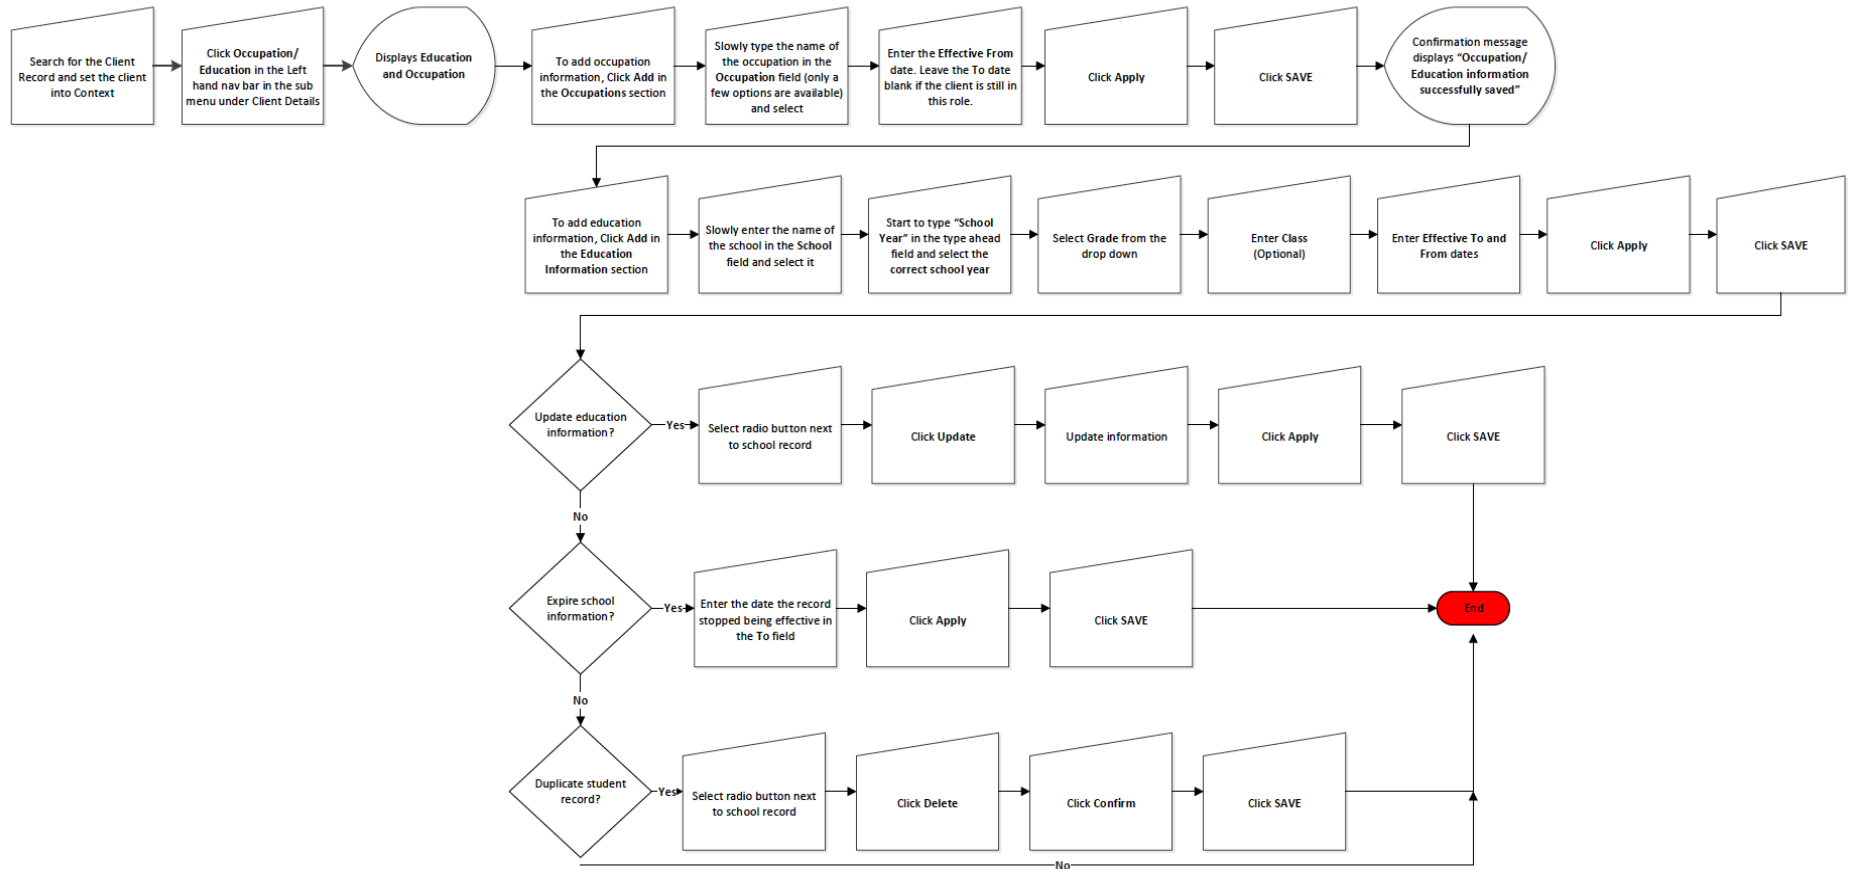 Search for the Client
Record and set the client
into Context
Click Occupation/
Education in the Left
hand nav bar in the sub
menu under Client Details
Displays Education
and Occupation
To add occupation
information, Click Add in
the Occupations section
Slowly type the name of
the occupation in the
Occupation field (only a
few options are available)
and select
Enter the Effective From
date. Leave the To date
blank if the client is still in
this role.
Click Apply
Click SAVE
Confirmation message
displays “Occupation/
Education information
successfully saved”
To add education
information, Click Add in
the Education
Information section
Slowly enter the name of
the school in the School
field and select it
Start to type “School
Year” in the type ahead
field and select the
correct school year
Select Grade from the
drop down
Enter Class
(Optional)
Enter Effective To and
From dates
Click Apply
Click SAVE
Update education
information?
Yes
Select radio button next
to school record
Click Update
Update information
Click Apply
Click SAVE
No
Expire school
information?
Yes
Enter the date the record
stopped being effective in
the To field
Click Apply
Click SAVE
End
No
Duplicate student
record?
Yes
Select radio button next
to school record
Click Delete
Click Confirm
Click SAVE
No